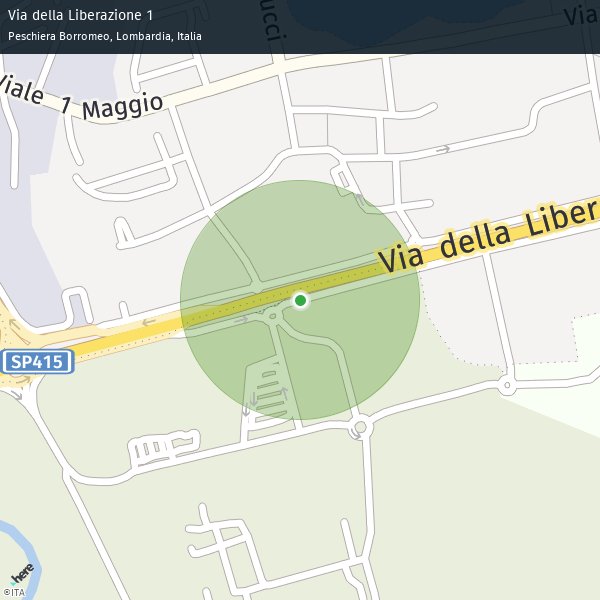 Via della Liberazione 1
Peschiera Borromeo, Lombardia, Italia
ucci
Via
Viale 1 Maggio
Via della Liber
SP415
here
©ITA